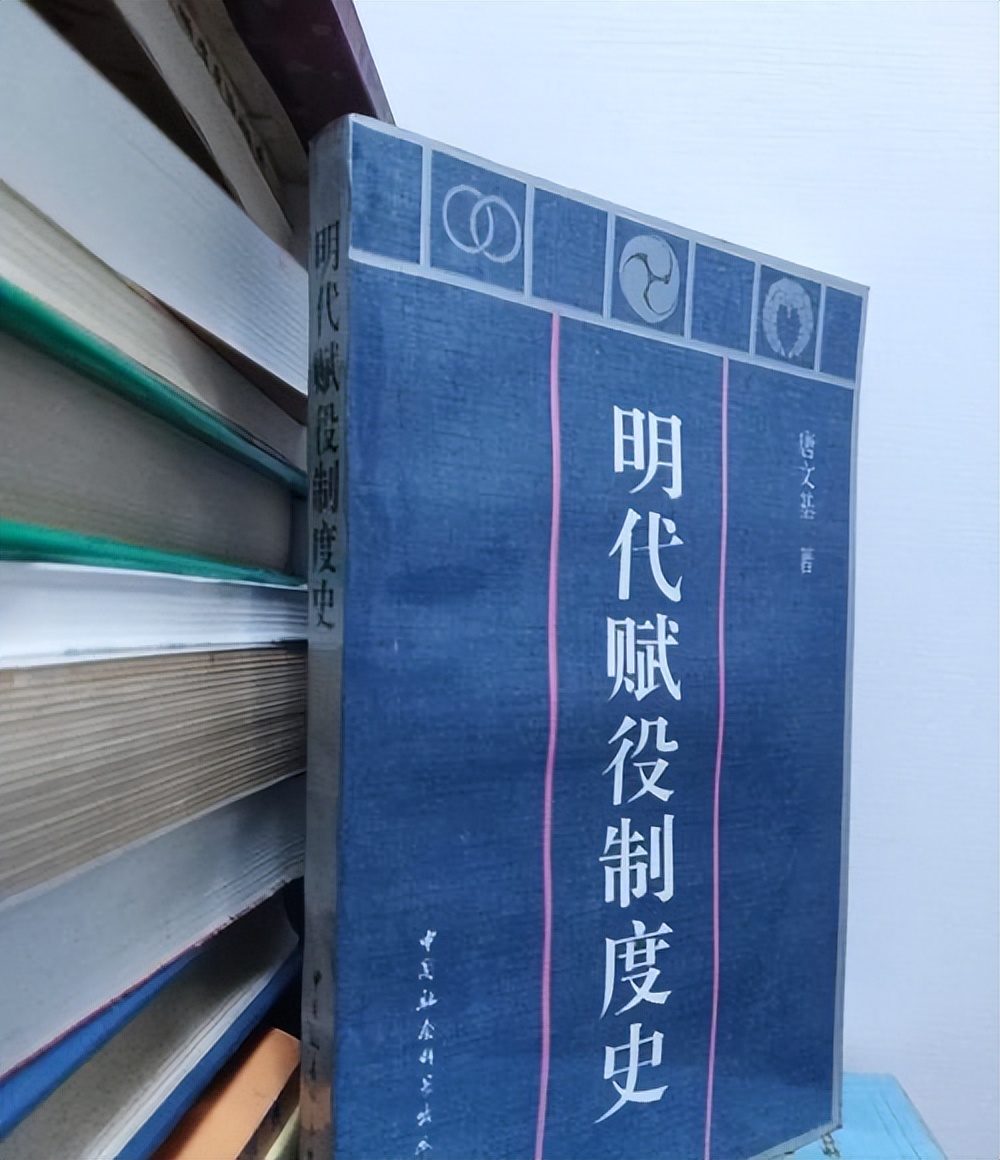 明代赋役制度史
唐文基 著
明代赋役制度史
中国社会科学出版社